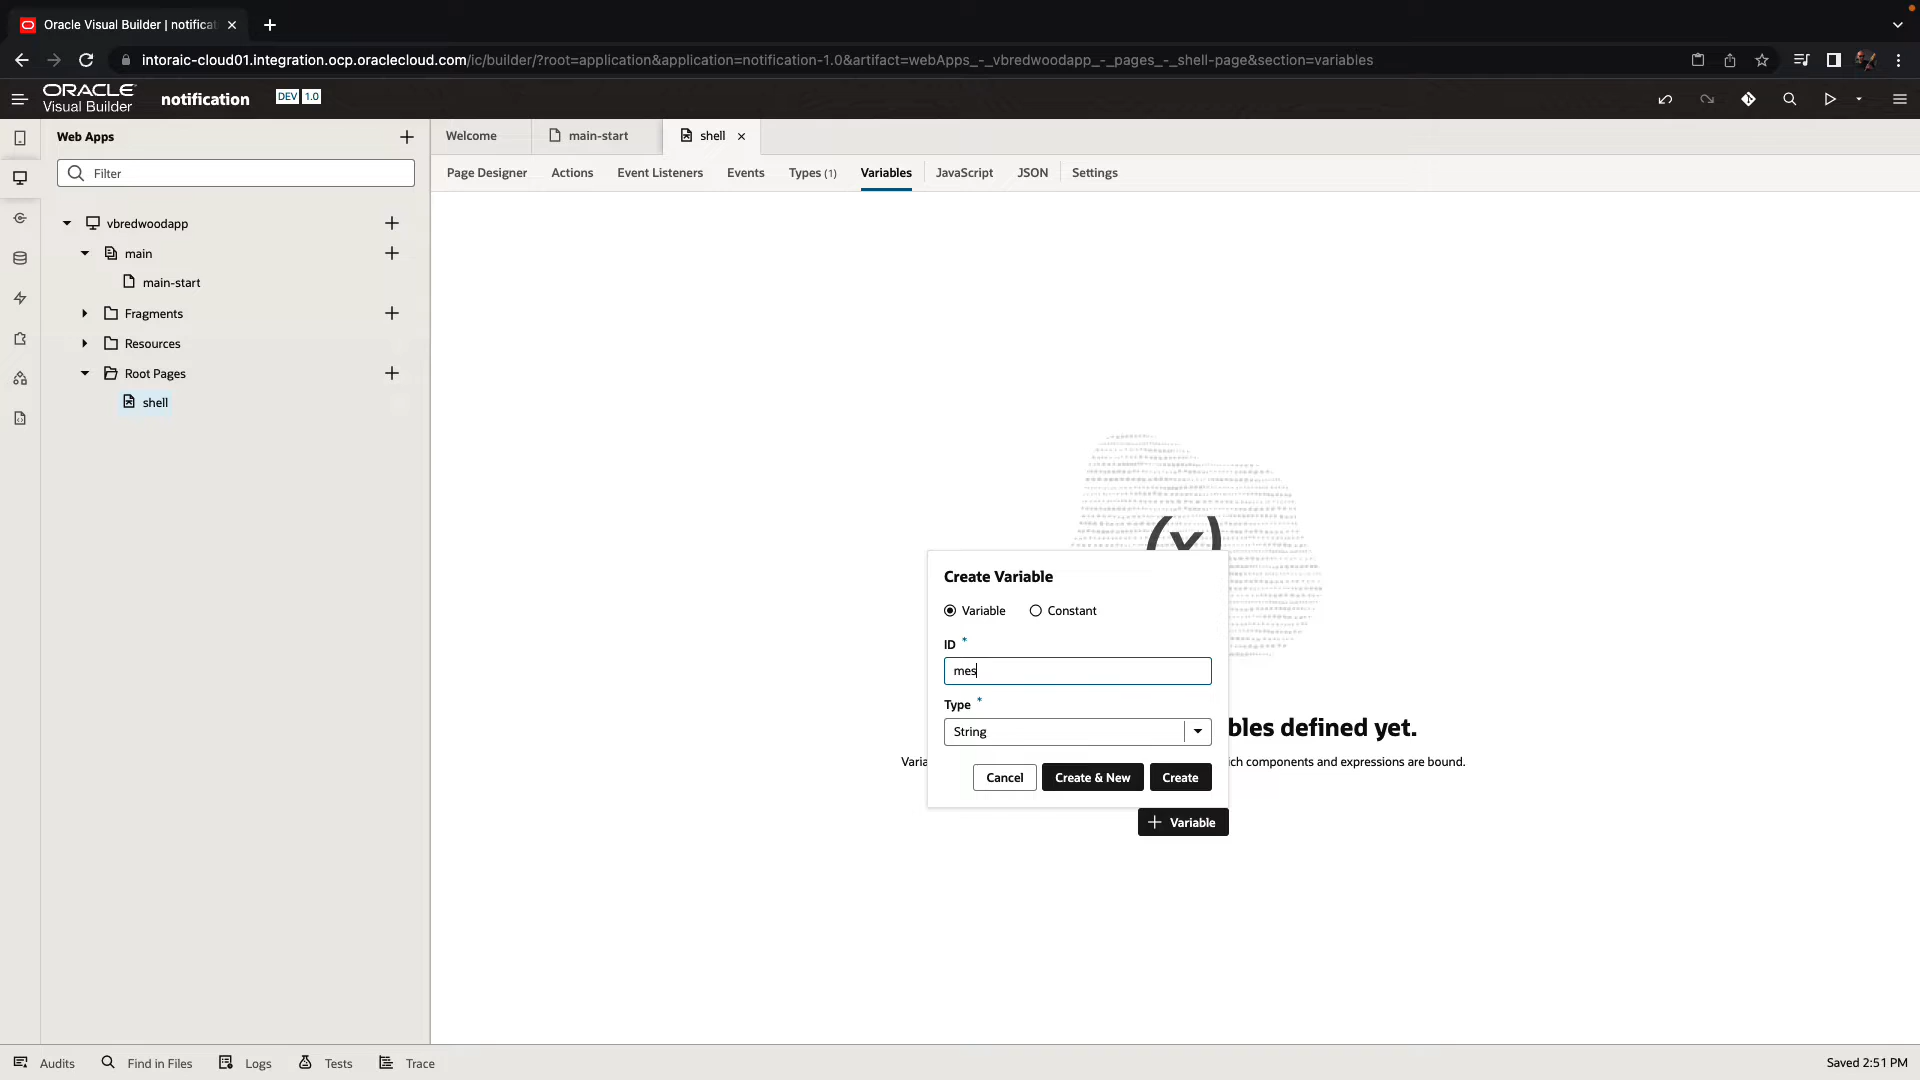 Oracle Visual Builder | notificat
intoraic-cloud01.integration.ocp.oraclecloud.com/ic/builder/?root=application&application=notification-1.0&artifact=webApps_-_vbredwoodapp_-_pages_-_shell-page&section=variables
ORACLE
Visual Builder
notification
DEV 1.0
Web Apps
Filter
vbredwoodapp
main
main-start
Fragments
Resources
Root Pages
shell
Welcome
main-start
shell
Page Designer
Actions
Event Listeners
Events
Types (1)
Variables
JavaScript
JSON
Settings
(x)
Create Variable
Variable
Constant
ID *
mes
Type *
String
Cancel
Create & New
Create
bles defined yet.
Varia
ch components and expressions are bound.
Variable
Audits
Find in Files
Logs
Tests
Trace
Saved 2:51 PM